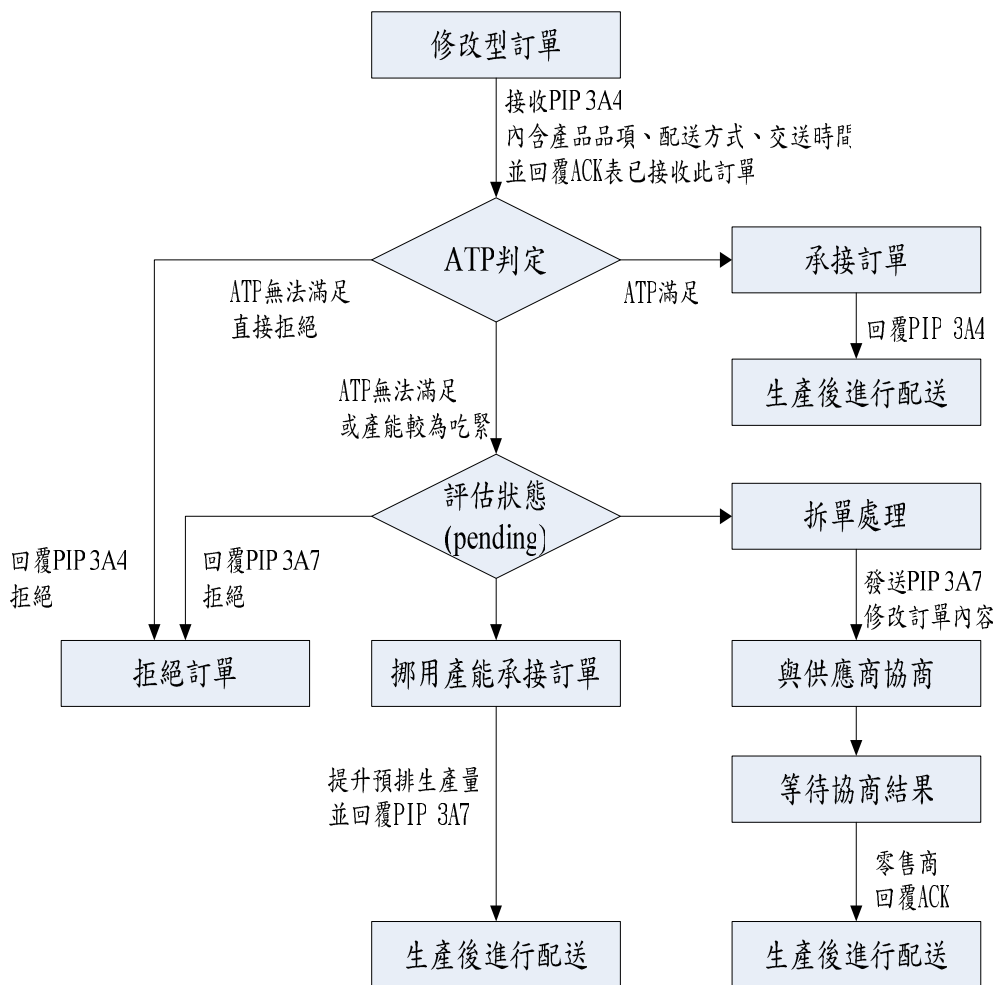 修改型訂單
接收PIP 3A4
內含產品品項、配送方式、交送時間
並回覆ACK表已接收此訂單
ATP判定
ATP無法滿足
直接拒絕
ATP滿足
承接訂單
回覆PIP 3A4
生產後進行配送
ATP無法滿足
或產能較為吃緊
評估狀態
(pending)
拆單處理
回覆PIP 3A4
拒絕
回覆PIP 3A7
拒絕
發送PIP 3A7
修改訂單內容
拒絕訂單
挪用產能承接訂單
與供應商協商
提升預排生產量
並回覆PIP 3A7
等待協商結果
零售商
回覆ACK
生產後進行配送
生產後進行配送